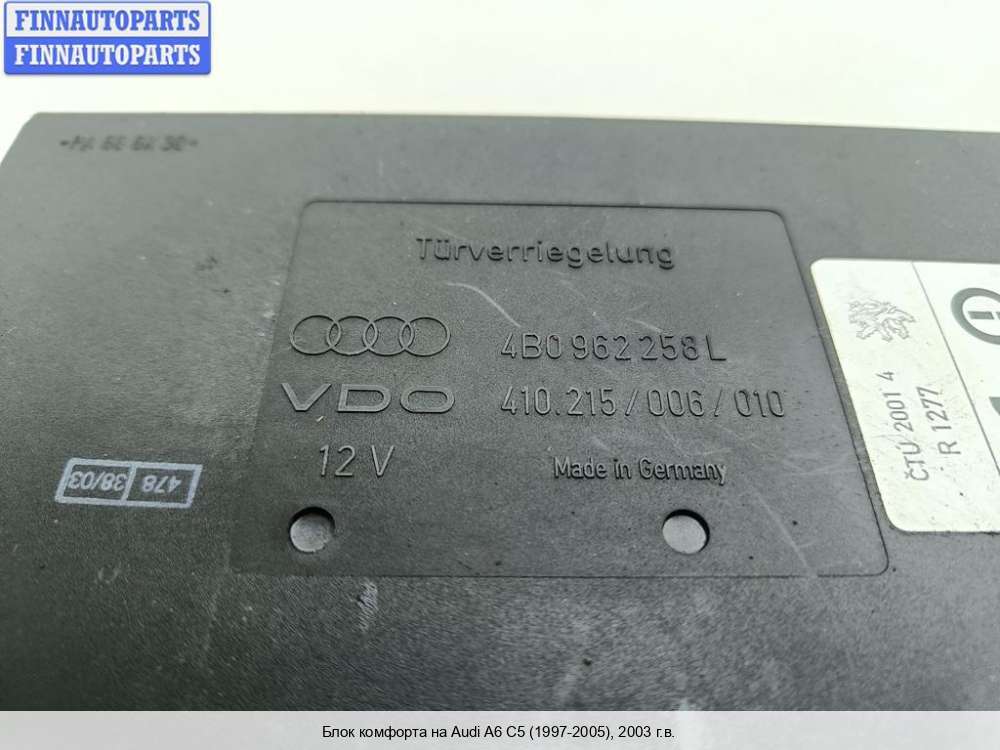 FINNAUTOPARTS
FINNAUTOPARTS
Türverriegelung
4B0 962 258 L
VDO 410.215/006/010
12 V Made in Germany
ČTÚ 2001 4
R 1277
478 38/03
Блок комфорта на Audi A6 C5 (1997-2005), 2003 г.в.